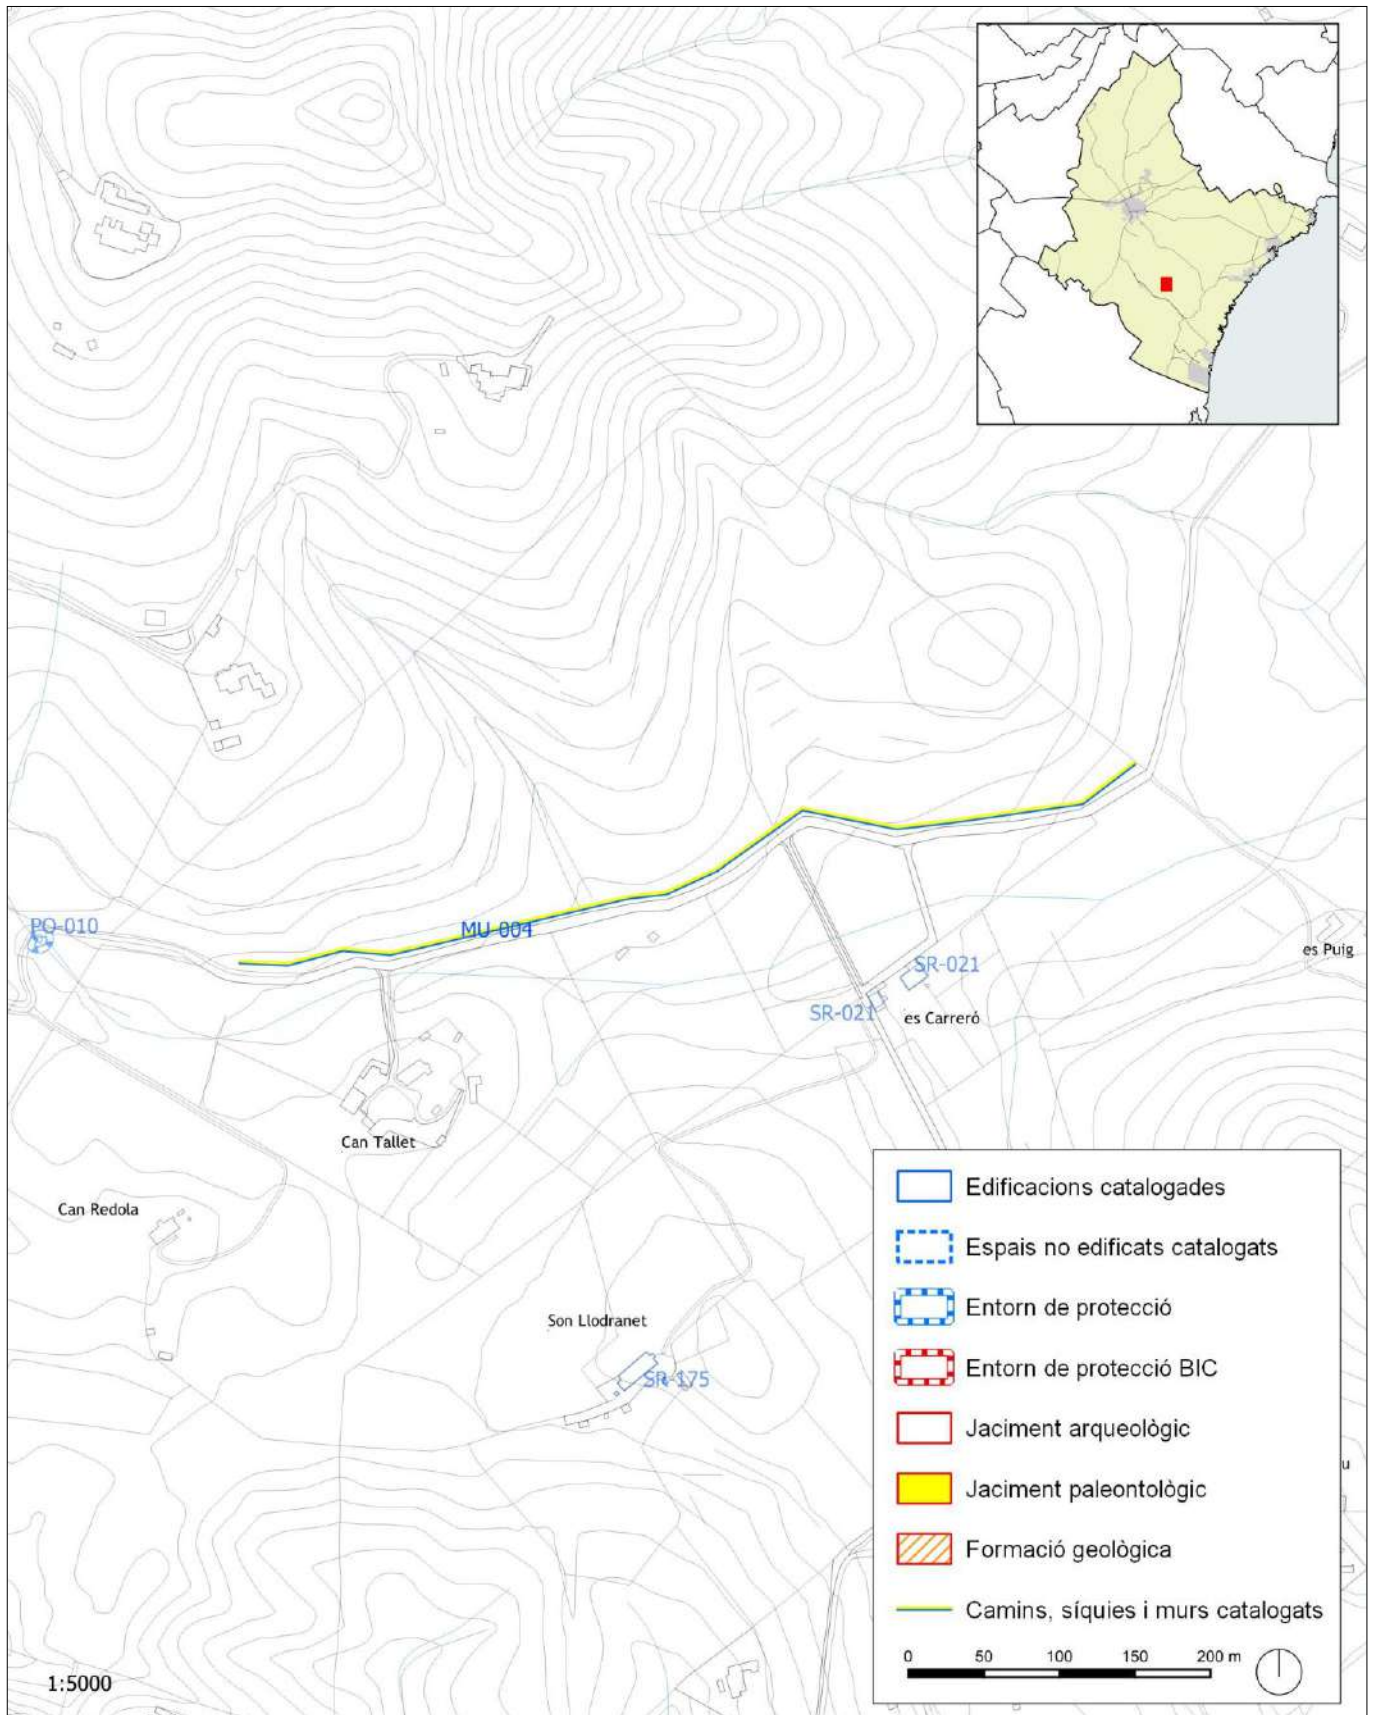 PO-010
MU-004
SR-021
es Puig
SR-021
es Carreró
Can Tallet
Can Redola
Son Llodranet
SR-175
Edificacions catalogades
Espais no edificats catalogats
Entorn de protecció
Entorn de protecció BIC
Jaciment arqueològic
u
Jaciment paleontològic
Formació geològica
Camins, síquies i murs catalogats
0 50 100 150 200 m
1:5000